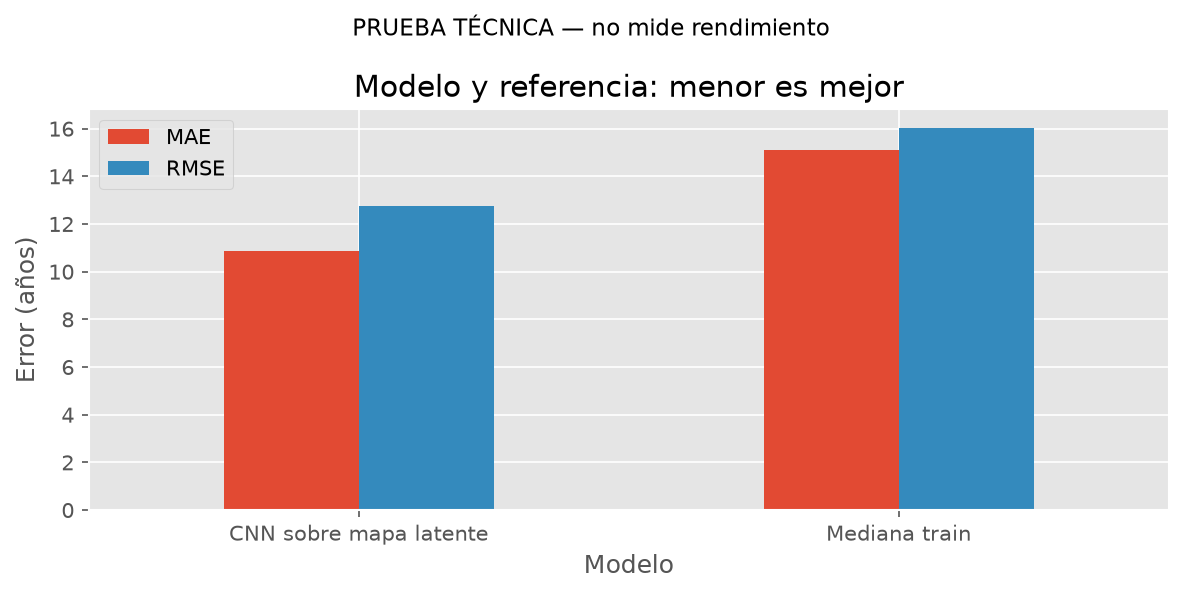 PRUEBA TÉCNICA — no mide rendimiento
Modelo y referencia: menor es mejor
MAE
RMSE
Error (años)
16
14
12
10
8
6
4
2
0
CNN sobre mapa latente
Mediana train
Modelo